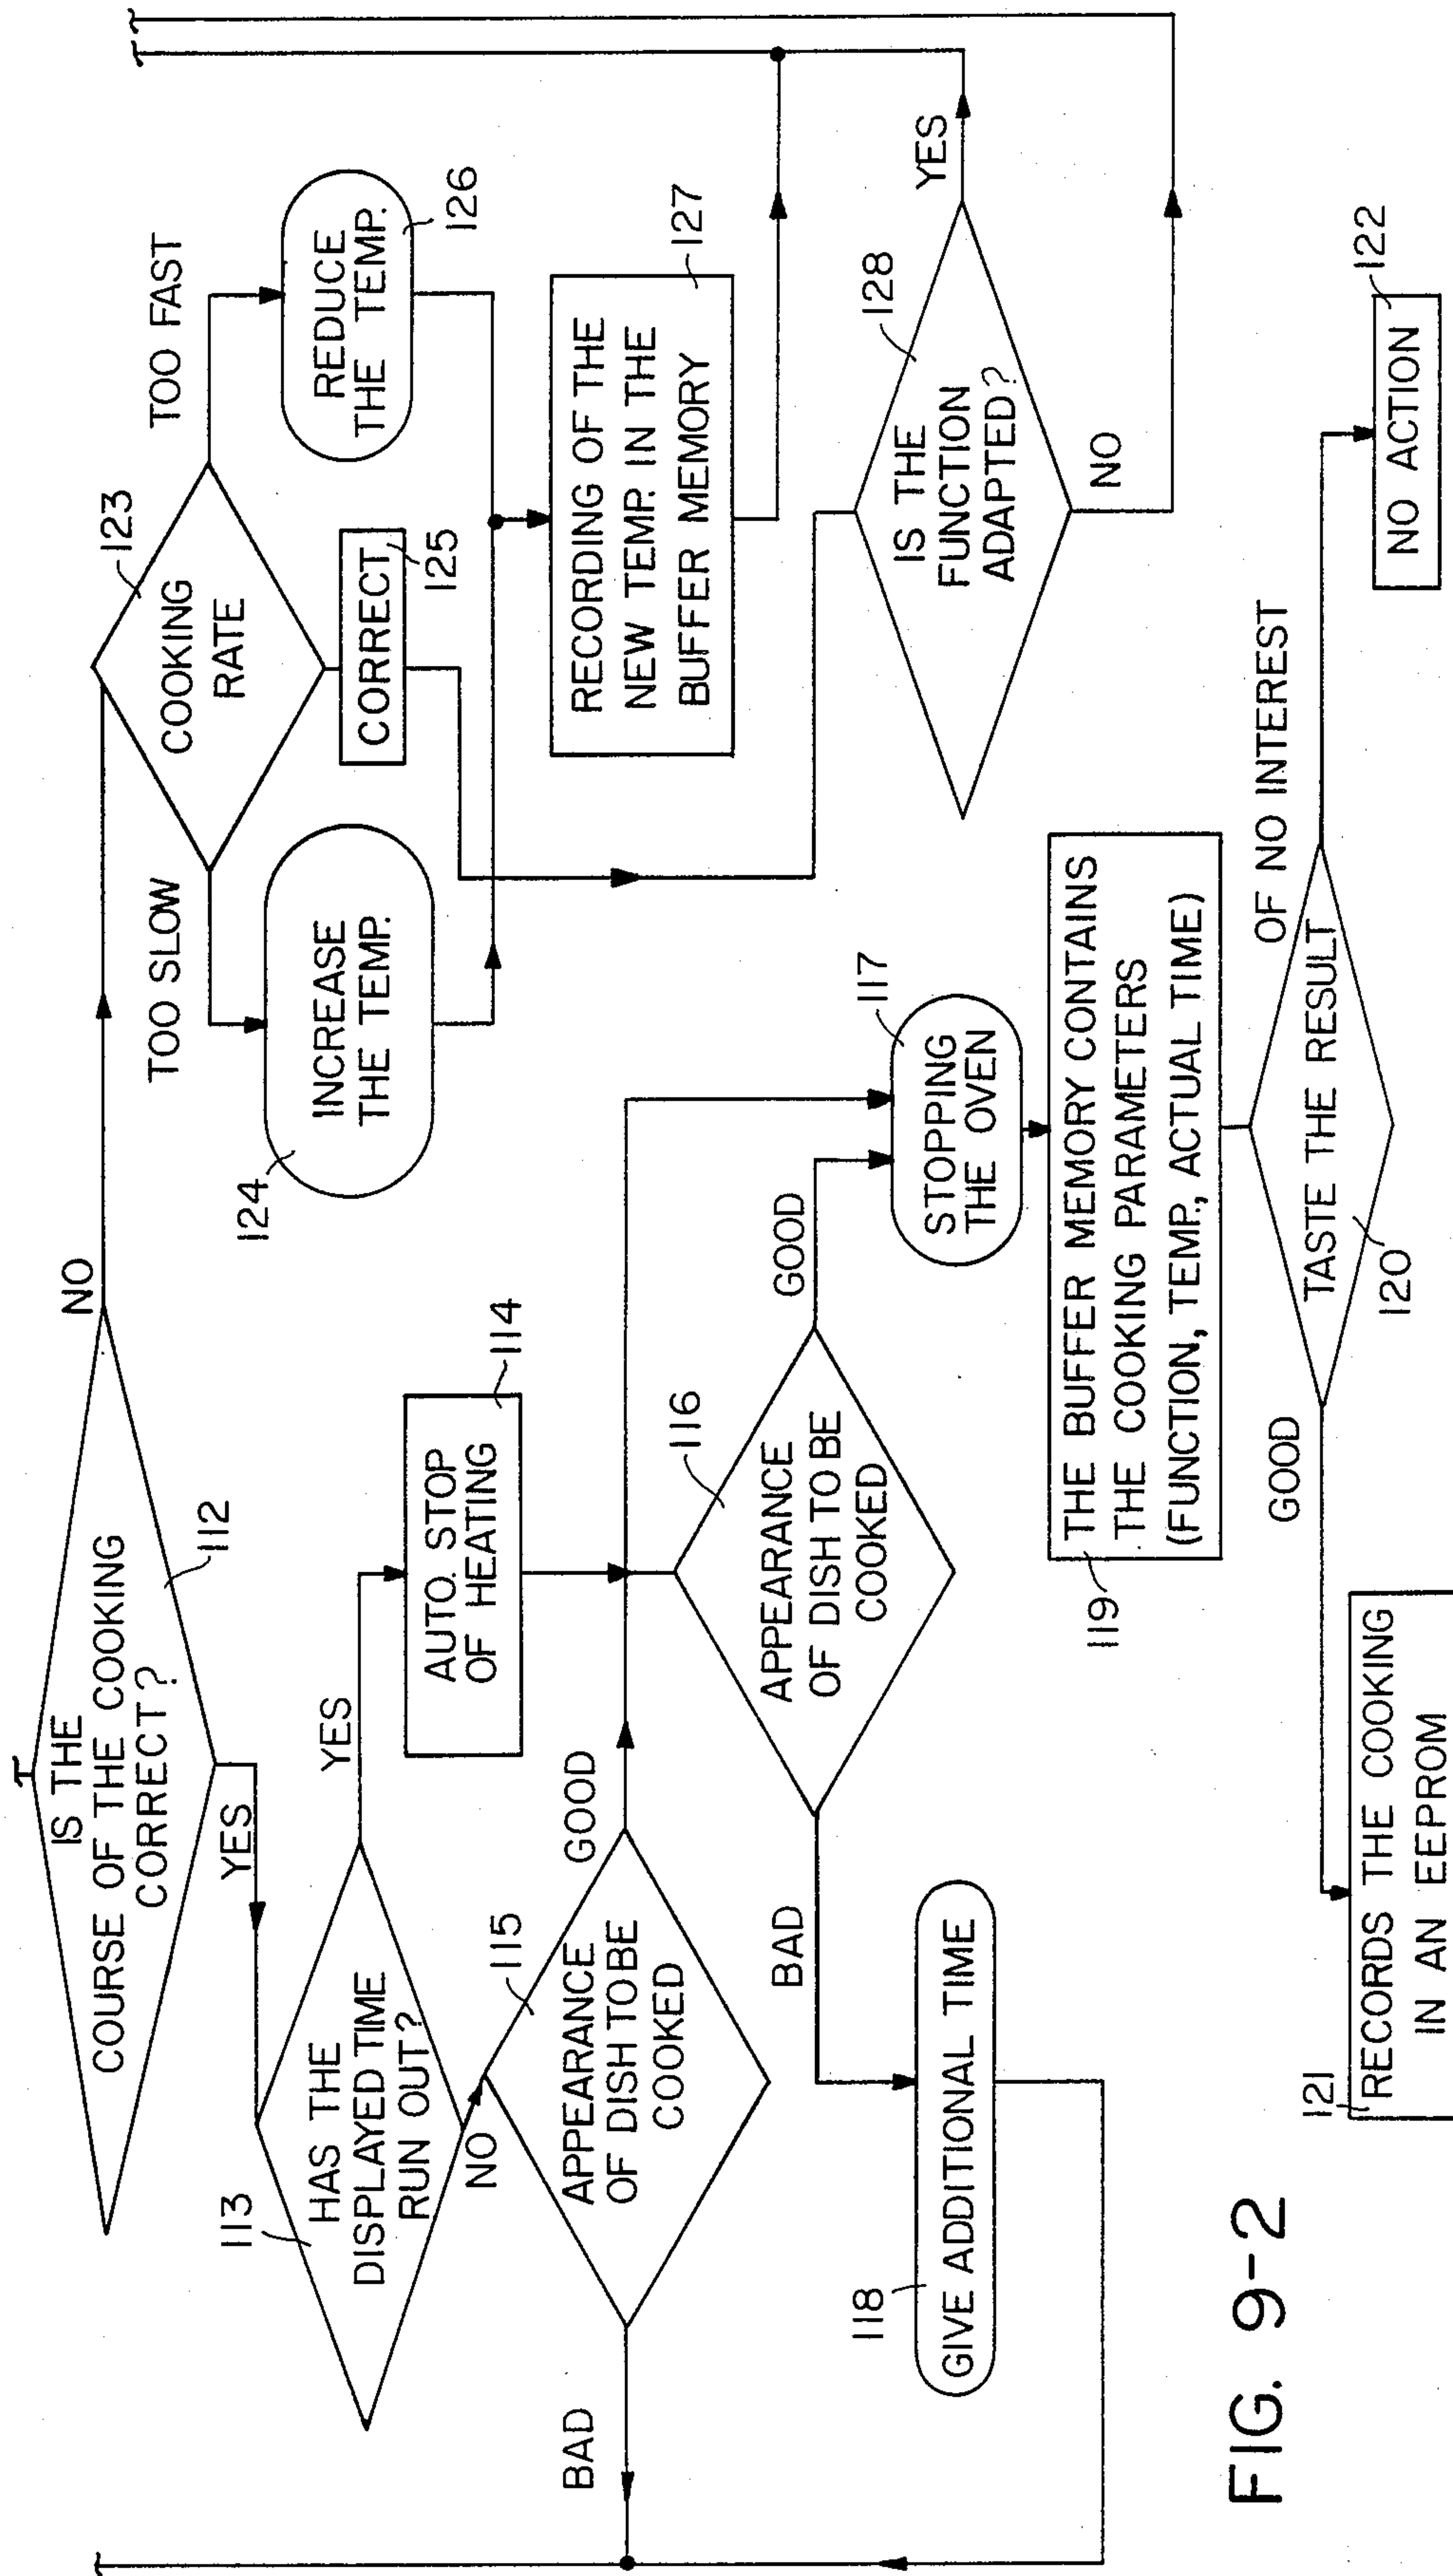 IS THE
COURSE OF THE COOKING
CORRECT?
112
NO
YES
123
COOKING
RATE
TOO SLOW
TOO FAST
124
INCREASE
THE TEMP.
CORRECT
125
REDUCE
THE TEMP.
126
RECORDING OF THE
NEW TEMP. IN THE
BUFFER MEMORY
127
128
IS THE
FUNCTION
ADAPTED?
YES
NO
113
HAS THE
DISPLAYED TIME
RUN OUT?
YES
NO
AUTO. STOP
OF HEATING
114
115
APPEARANCE
OF DISH TO BE
COOKED
GOOD
BAD
116
APPEARANCE
OF DISH TO BE
COOKED
GOOD
BAD
117
STOPPING
THE OVEN
118
GIVE ADDITIONAL TIME
119
THE BUFFER MEMORY CONTAINS
THE COOKING PARAMETERS
(FUNCTION, TEMP., ACTUAL TIME)
TASTE THE RESULT
120
GOOD
OF NO INTEREST
121
RECORDS THE COOKING
IN AN EEPROM
122
NO ACTION
FIG. 9-2